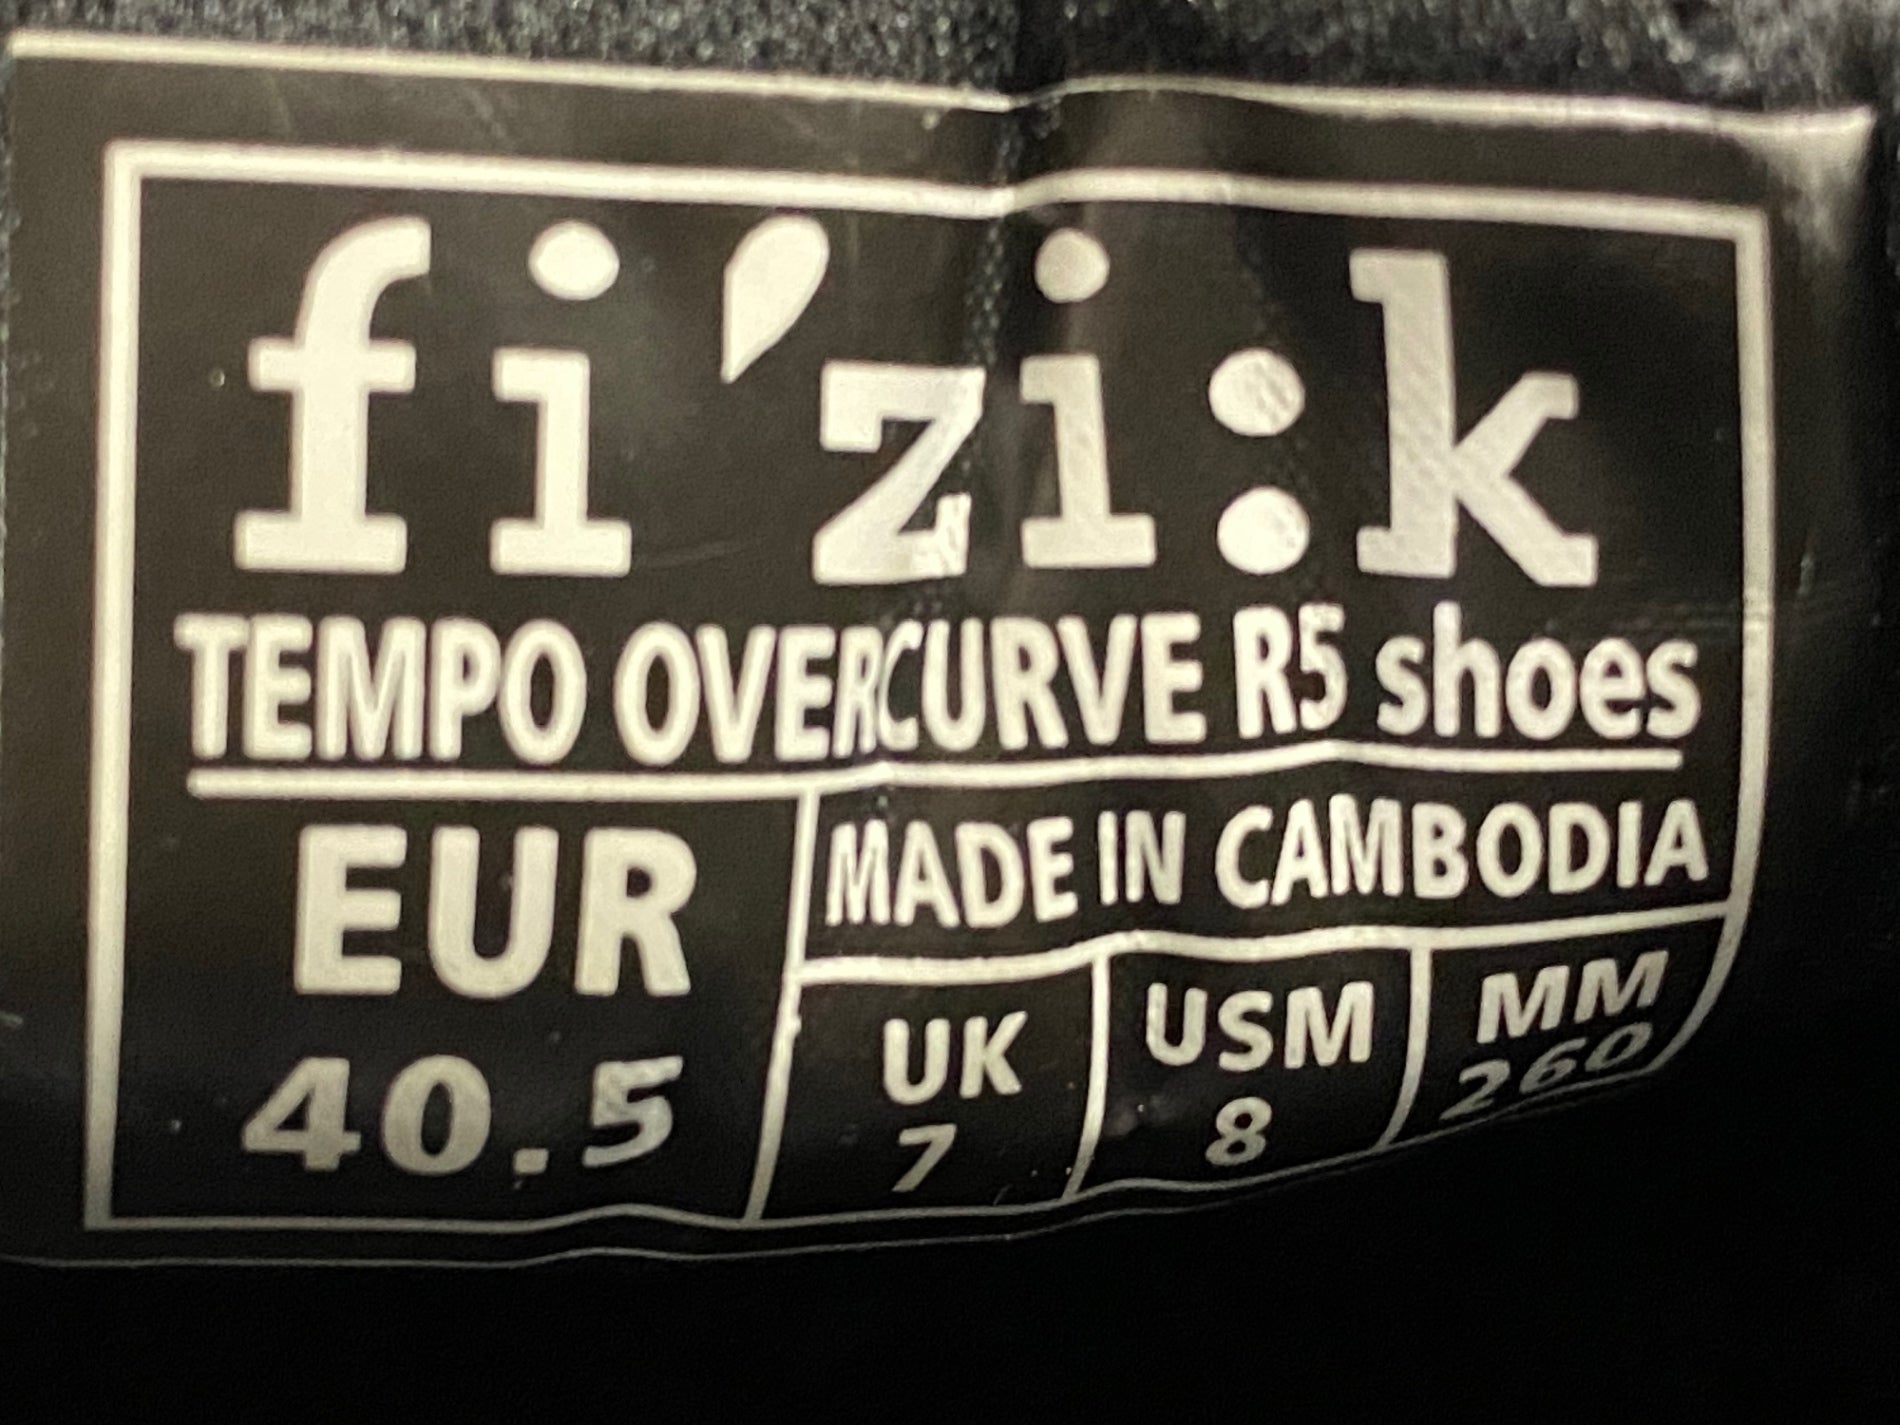 fi'zi:k
TEMPO OVERCURVE R5 shoes
EUR
40.5
MADE IN CAMBODIA
UK
7
USM
8
MM
260